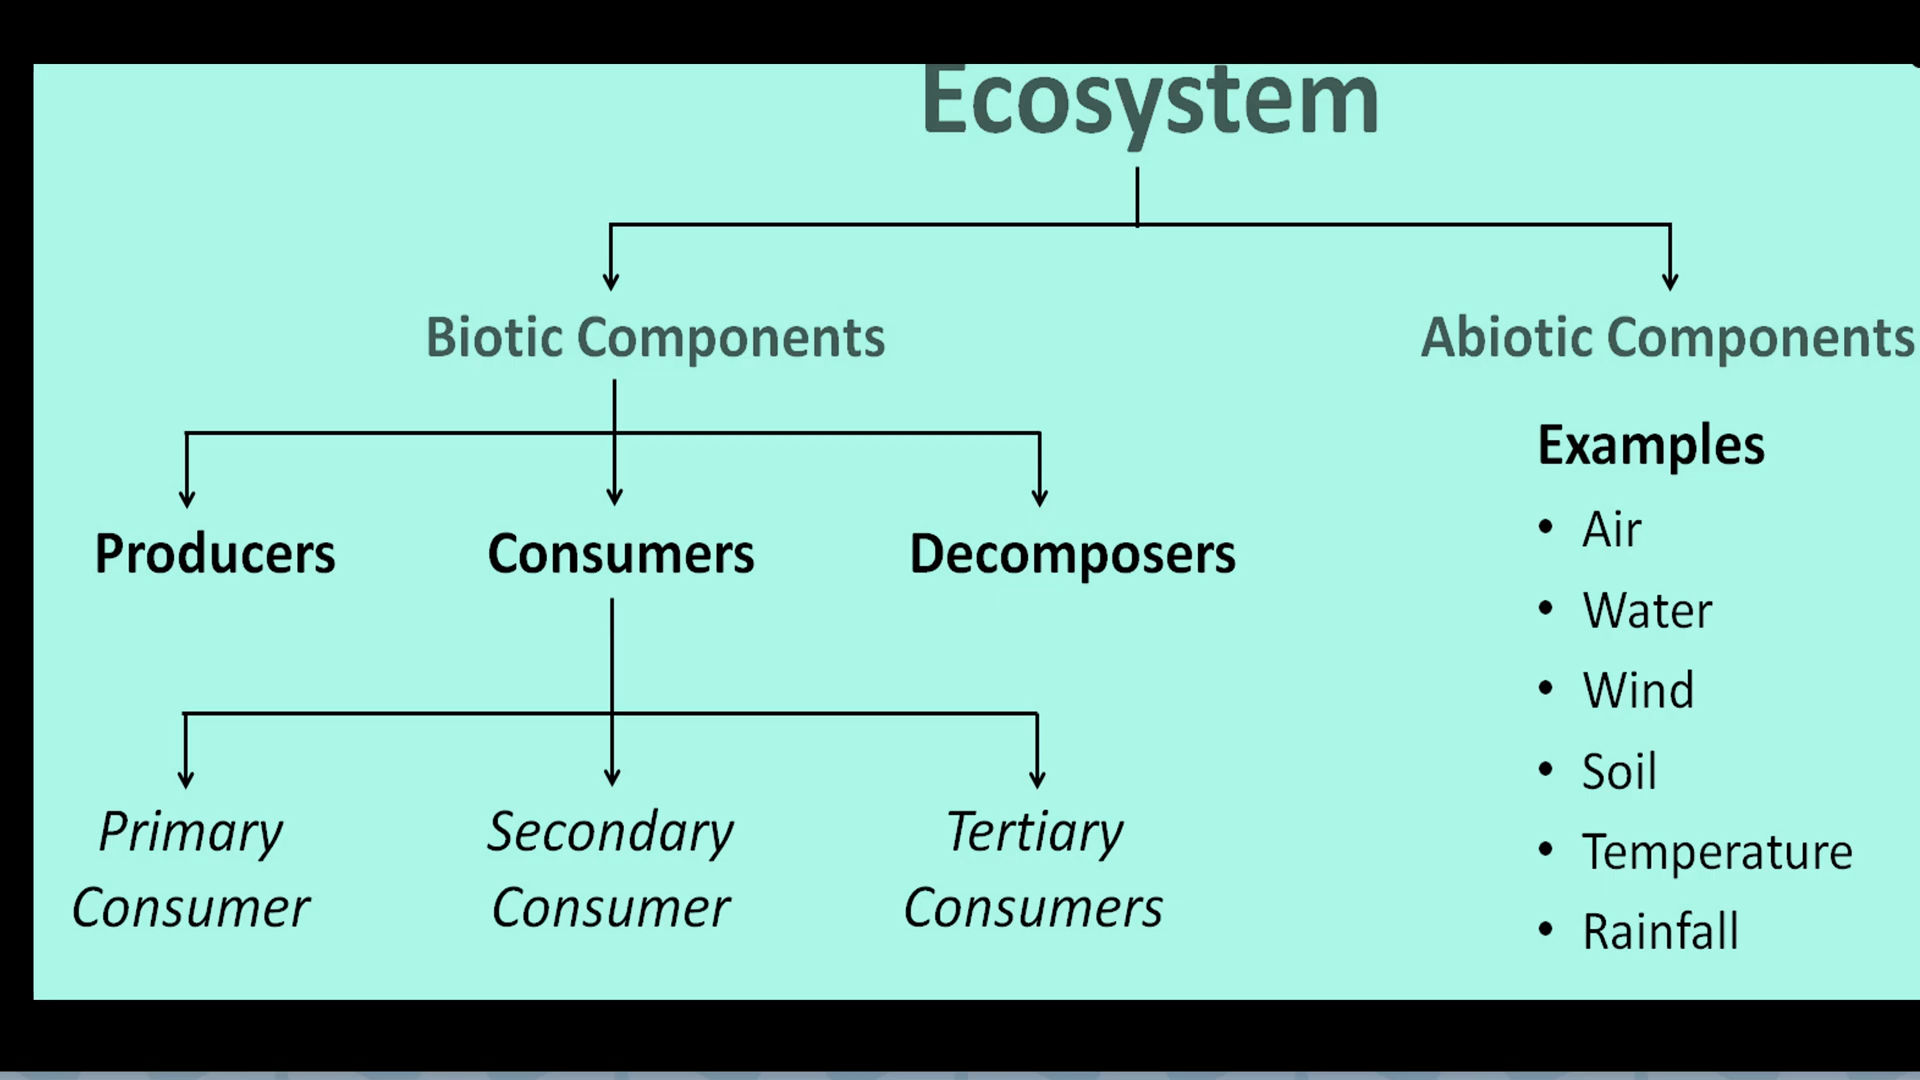 Ecosystem
Biotic Components
Abiotic Components
Examples
• Air
• Water
• Wind
• Soil
• Temperature
• Rainfall
Producers
Consumers
Decomposers
Primary
Consumer
Secondary
Consumer
Tertiary
Consumers